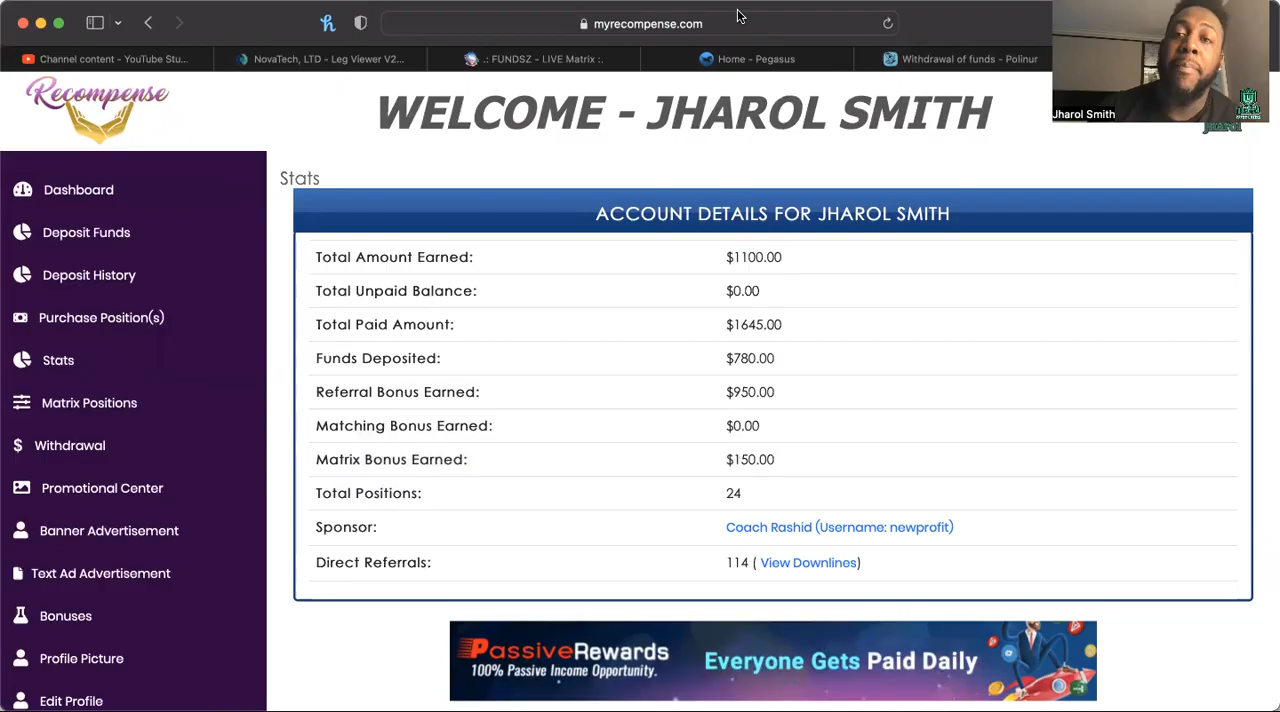 myrecompense.com
Channel content - YouTube Stu...
NovaTech, LTD - Leg Viewer V2...
.: FUNDSZ - LIVE Matrix :.
Home - Pegasus
Withdrawal of funds - Polinur
Recompense
WELCOME - JHAROL SMITH
Jharol Smith
Jharol
Dashboard
Deposit Funds
Deposit History
Purchase Position(s)
Stats
Matrix Positions
$ Withdrawal
Promotional Center
Banner Advertisement
Text Ad Advertisement
Bonuses
Profile Picture
Edit Profile
Stats
ACCOUNT DETAILS FOR JHAROL SMITH
Total Amount Earned: $1100.00
Total Unpaid Balance: $0.00
Total Paid Amount: $1645.00
Funds Deposited: $780.00
Referral Bonus Earned: $950.00
Matching Bonus Earned: $0.00
Matrix Bonus Earned: $150.00
Total Positions: 24
Sponsor: Coach Rashid (Username: newprofit)
Direct Referrals: 114 ( View Downlines)
PassiveRewards
100% Passive Income Opportunity.
Everyone Gets Paid Daily